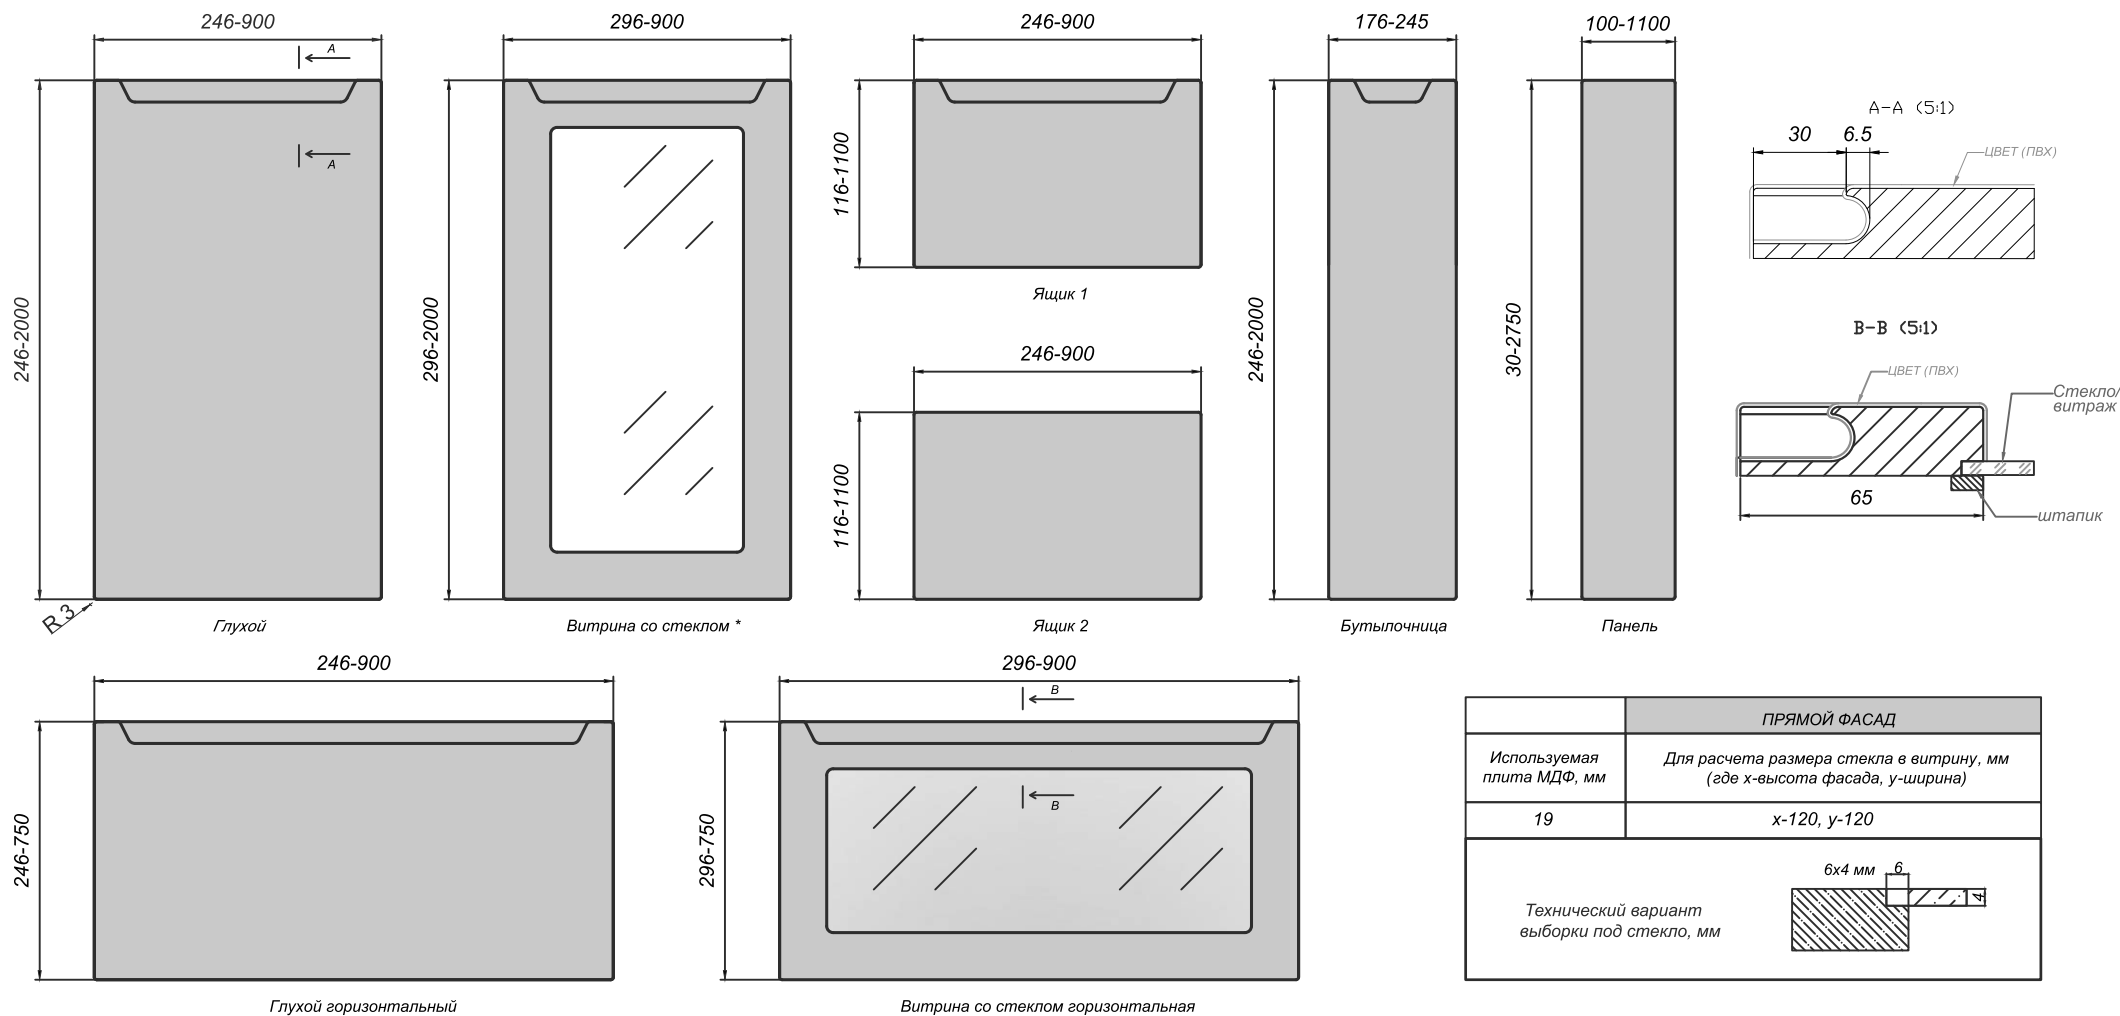 246-900
A
A
246-2000
R 3
Глухой
296-900
296-2000
Витрина со стеклом *
246-900
116-1100
Ящик 1
246-900
116-1100
Ящик 2
176-245
246-2000
Бутылочница
100-1100
30-2750
Панель
A-A (5:1)
30
6.5
ЦВЕТ (ПВХ)
B-B (5:1)
ЦВЕТ (ПВХ)
Стекло/
витраж
65
штапик
246-900
246-750
Глухой горизонтальный
296-900
B
B
296-750
Витрина со стеклом горизонтальная
ПРЯМОЙ ФАСАД
Используемая
плита МДФ, мм
Для расчета размера стекла в витрину, мм
(где х-высота фасада, у-ширина)
19
х-120, у-120
6х4 мм
6
4
Технический вариант
выборки под стекло, мм